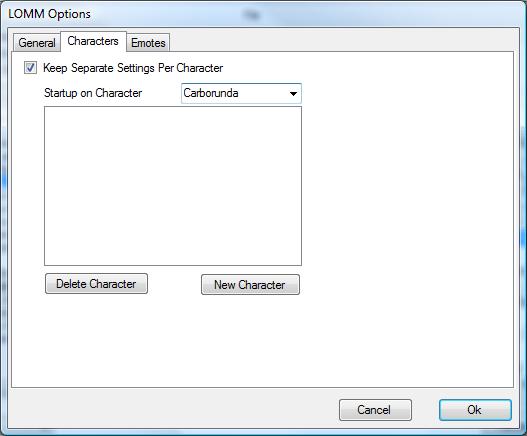 LOMM Options
General Characters Emotes
Keep Separate Settings Per Character
Startup on Character Carborunda
Delete Character New Character
Cancel Ok